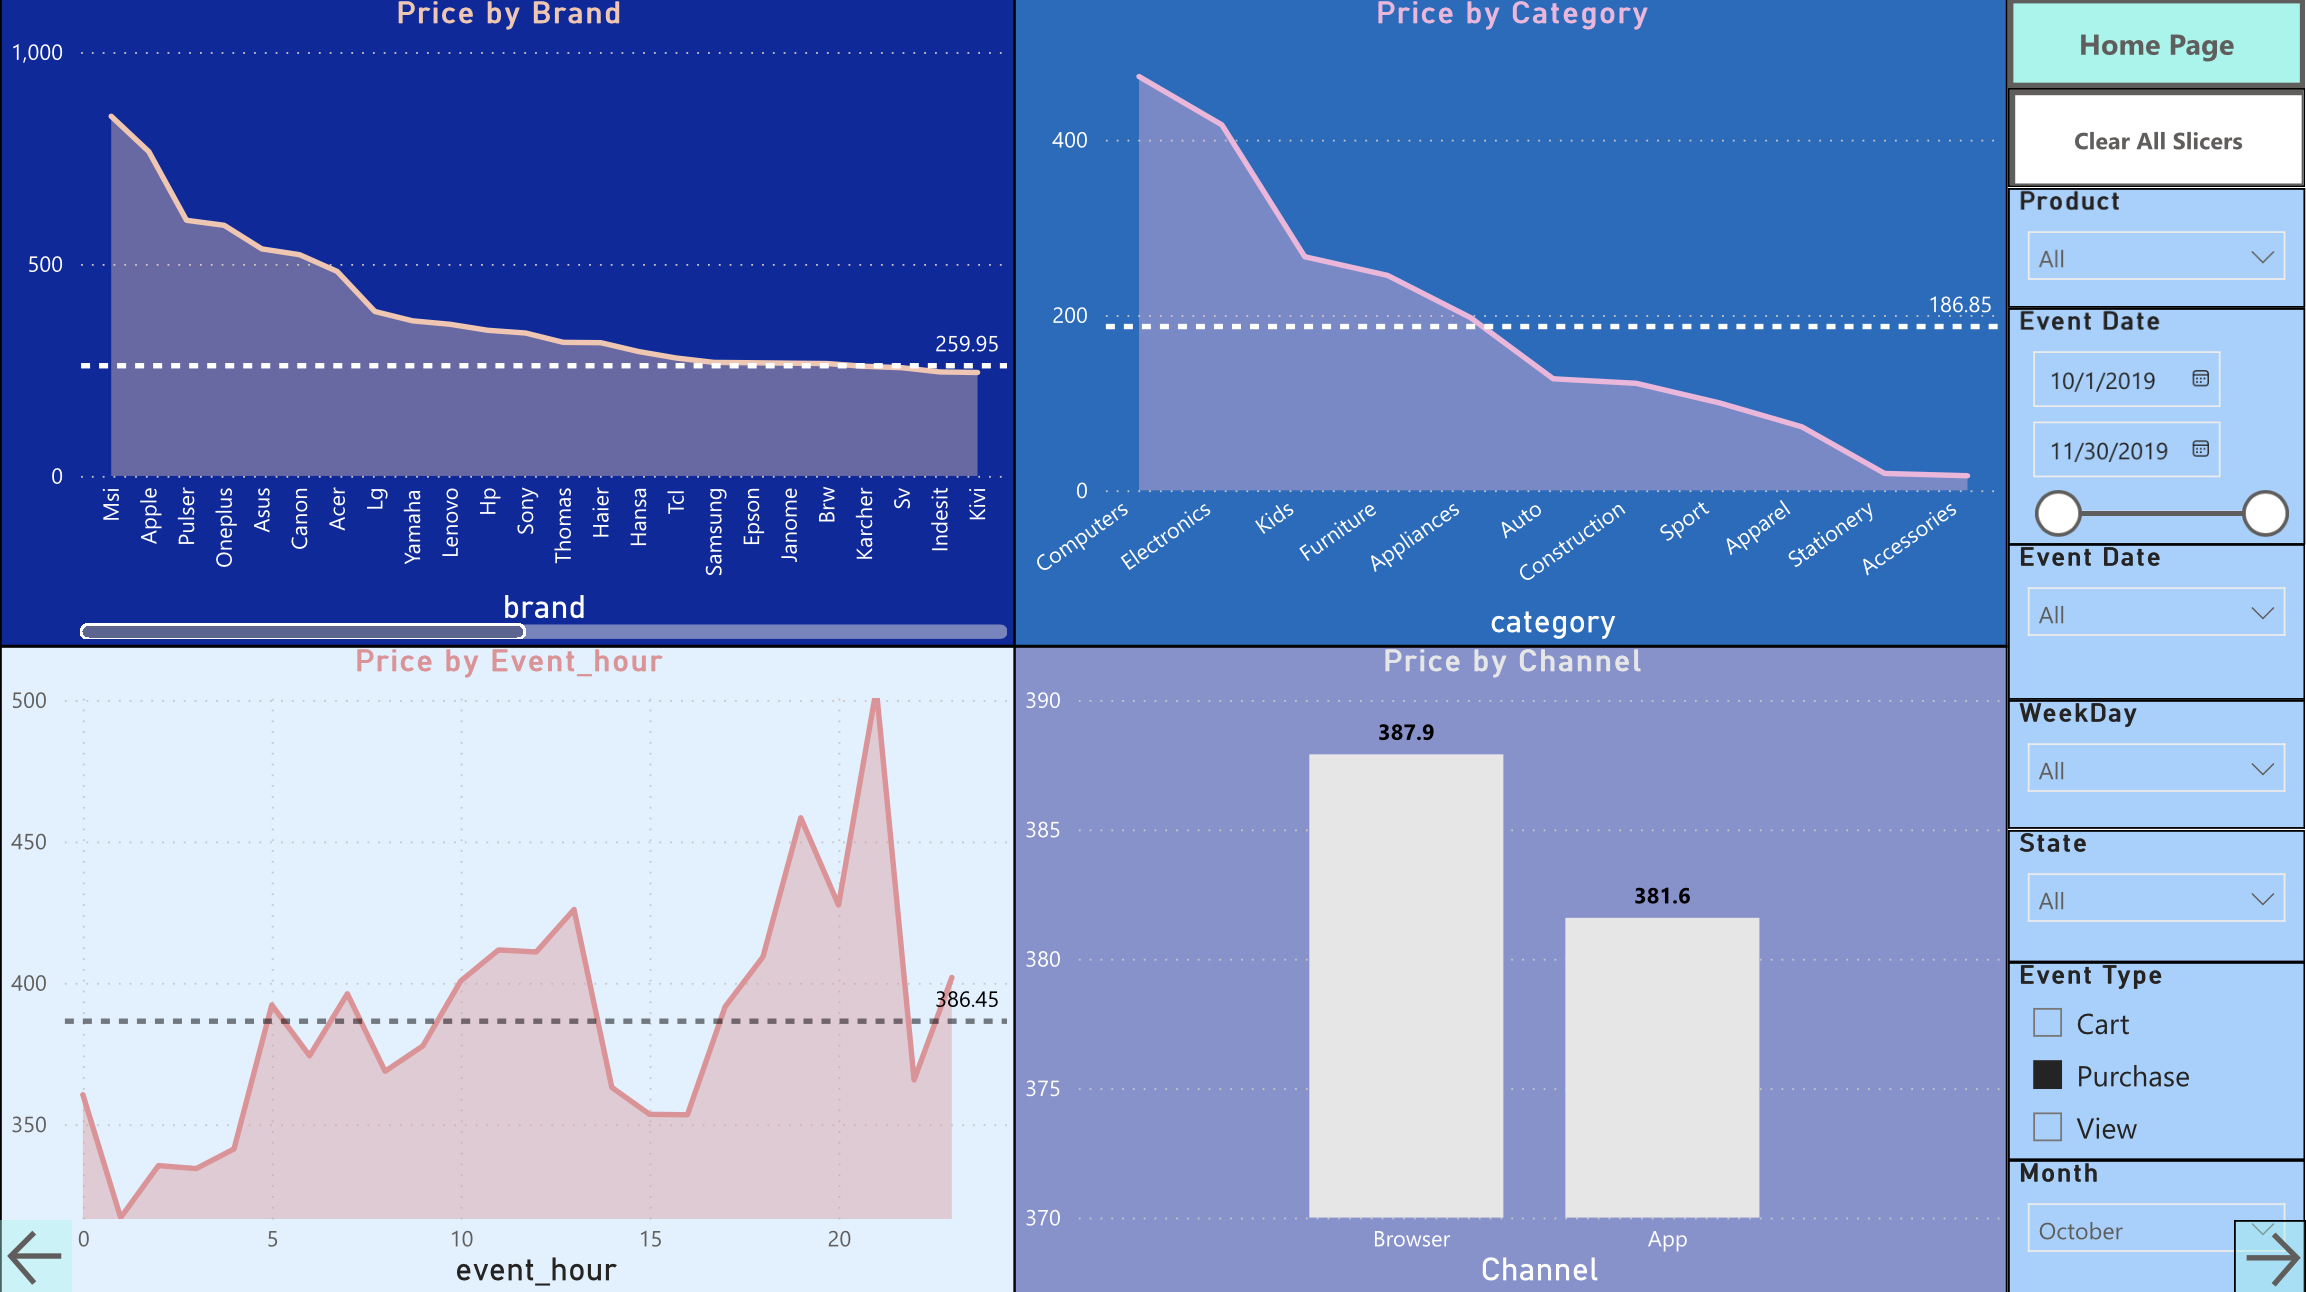 Price by Brand
1,000
500
0
259.95
Msi
Apple
Pulser
Oneplus
Asus
Canon
Acer
Lg
Yamaha
Lenovo
Hp
Sony
Thomas
Haier
Hansa
Tcl
Samsung
Epson
Janome
Brw
Karcher
Sv
Indesit
Kivi
brand
Price by Category
400
200
0
186.85
Computers
Electronics
Kids
Furniture
Appliances
Auto
Construction
Sport
Apparel
Stationery
Accessories
category
Price by Event_hour
500
450
400
350
386.45
0
5
10
15
20
event_hour
Price by Channel
390
385
380
375
370
387.9
381.6
Browser
App
Channel
Home Page
Clear All Slicers
Product
All
Event Date
10/1/2019
11/30/2019
Event Date
All
WeekDay
All
State
All
Event Type
Cart
Purchase
View
Month
October